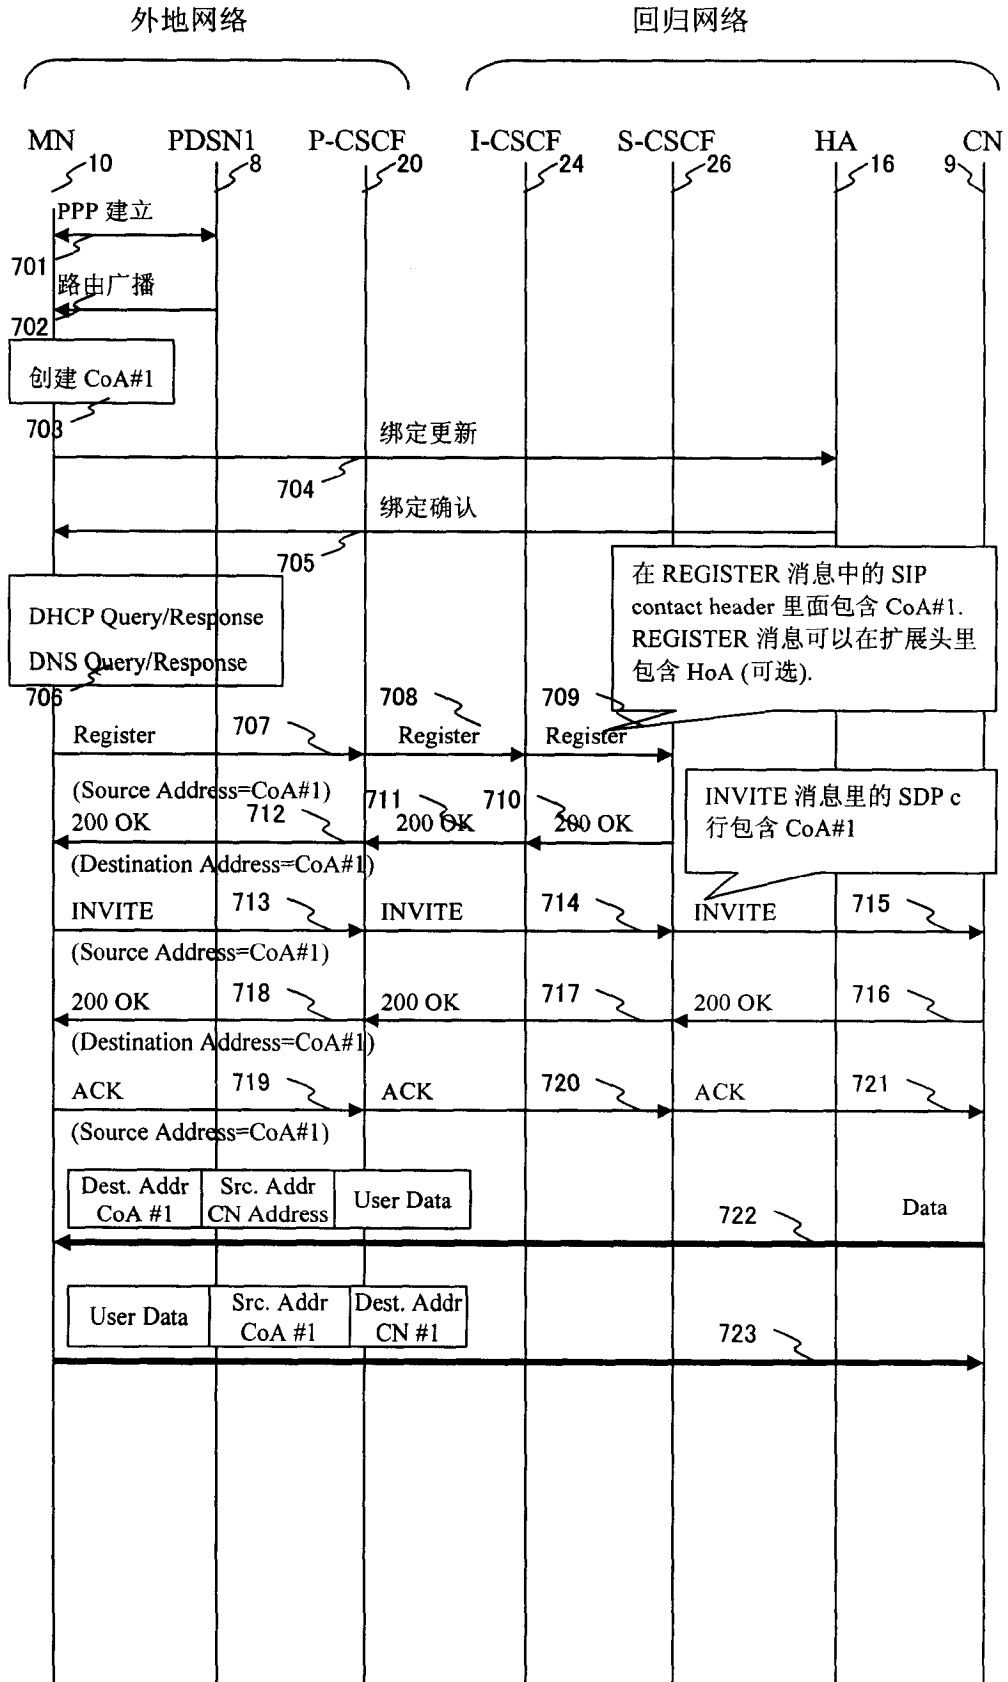 外地网络
回归网络
MN PDSN1 P-CSCF I-CSCF S-CSCF HA CN
10 8 20 24 26 16 9
PPP 建立
701
路由广播
702
创建 CoA#1
703
绑定更新
704
绑定确认
705
在 REGISTER 消息中的 SIP
contact header 里面包含 CoA#1.
REGISTER 消息可以在扩展头里
包含 HoA (可选).
DHCP Query/Response
DNS Query/Response
706
708 709
Register 707 Register Register
(Source Address=CoA#1)
INVITE 消息里的 SDP c
行包含 CoA#1
200 OK 712 711 200 OK 710 200 OK
(Destination Address=CoA#1)
INVITE 713 INVITE 714 INVITE 715
(Source Address=CoA#1)
200 OK 718 200 OK 717 200 OK 716
(Destination Address=CoA#1)
ACK 719 ACK 720 ACK 721
(Source Address=CoA#1)
Dest. Addr
CoA #1
Src. Addr
CN Address
User Data
722
Data
User Data
Src. Addr
CoA #1
Dest. Addr
CN #1
723